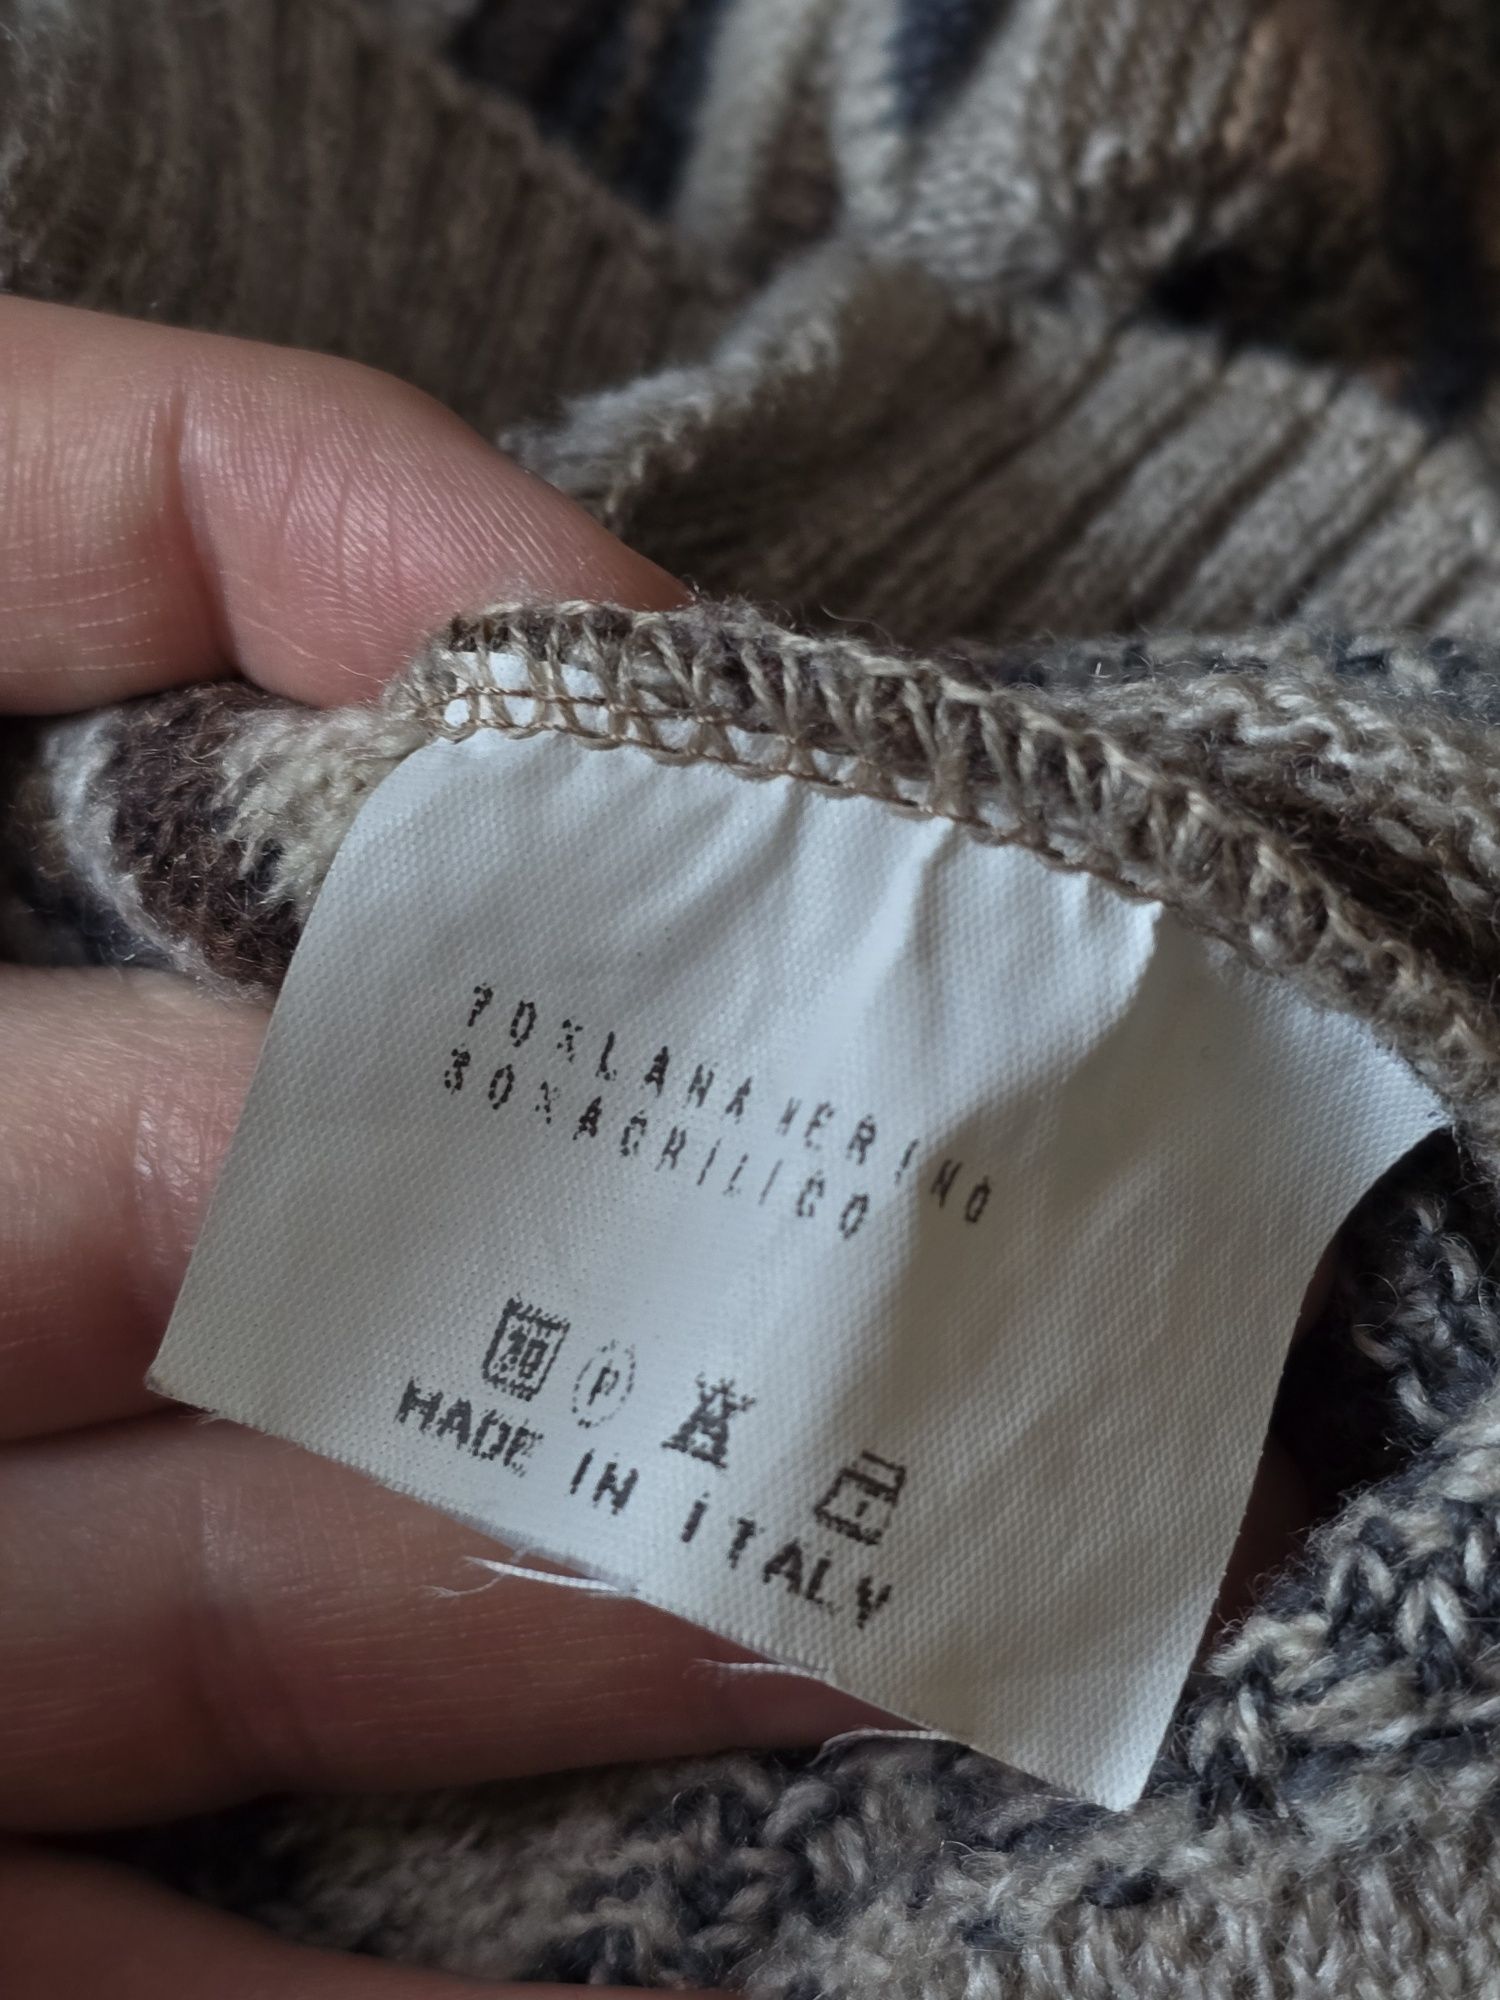 70% LANA MERINO
30% ACRILICO
30 P
MADE IN ITALY